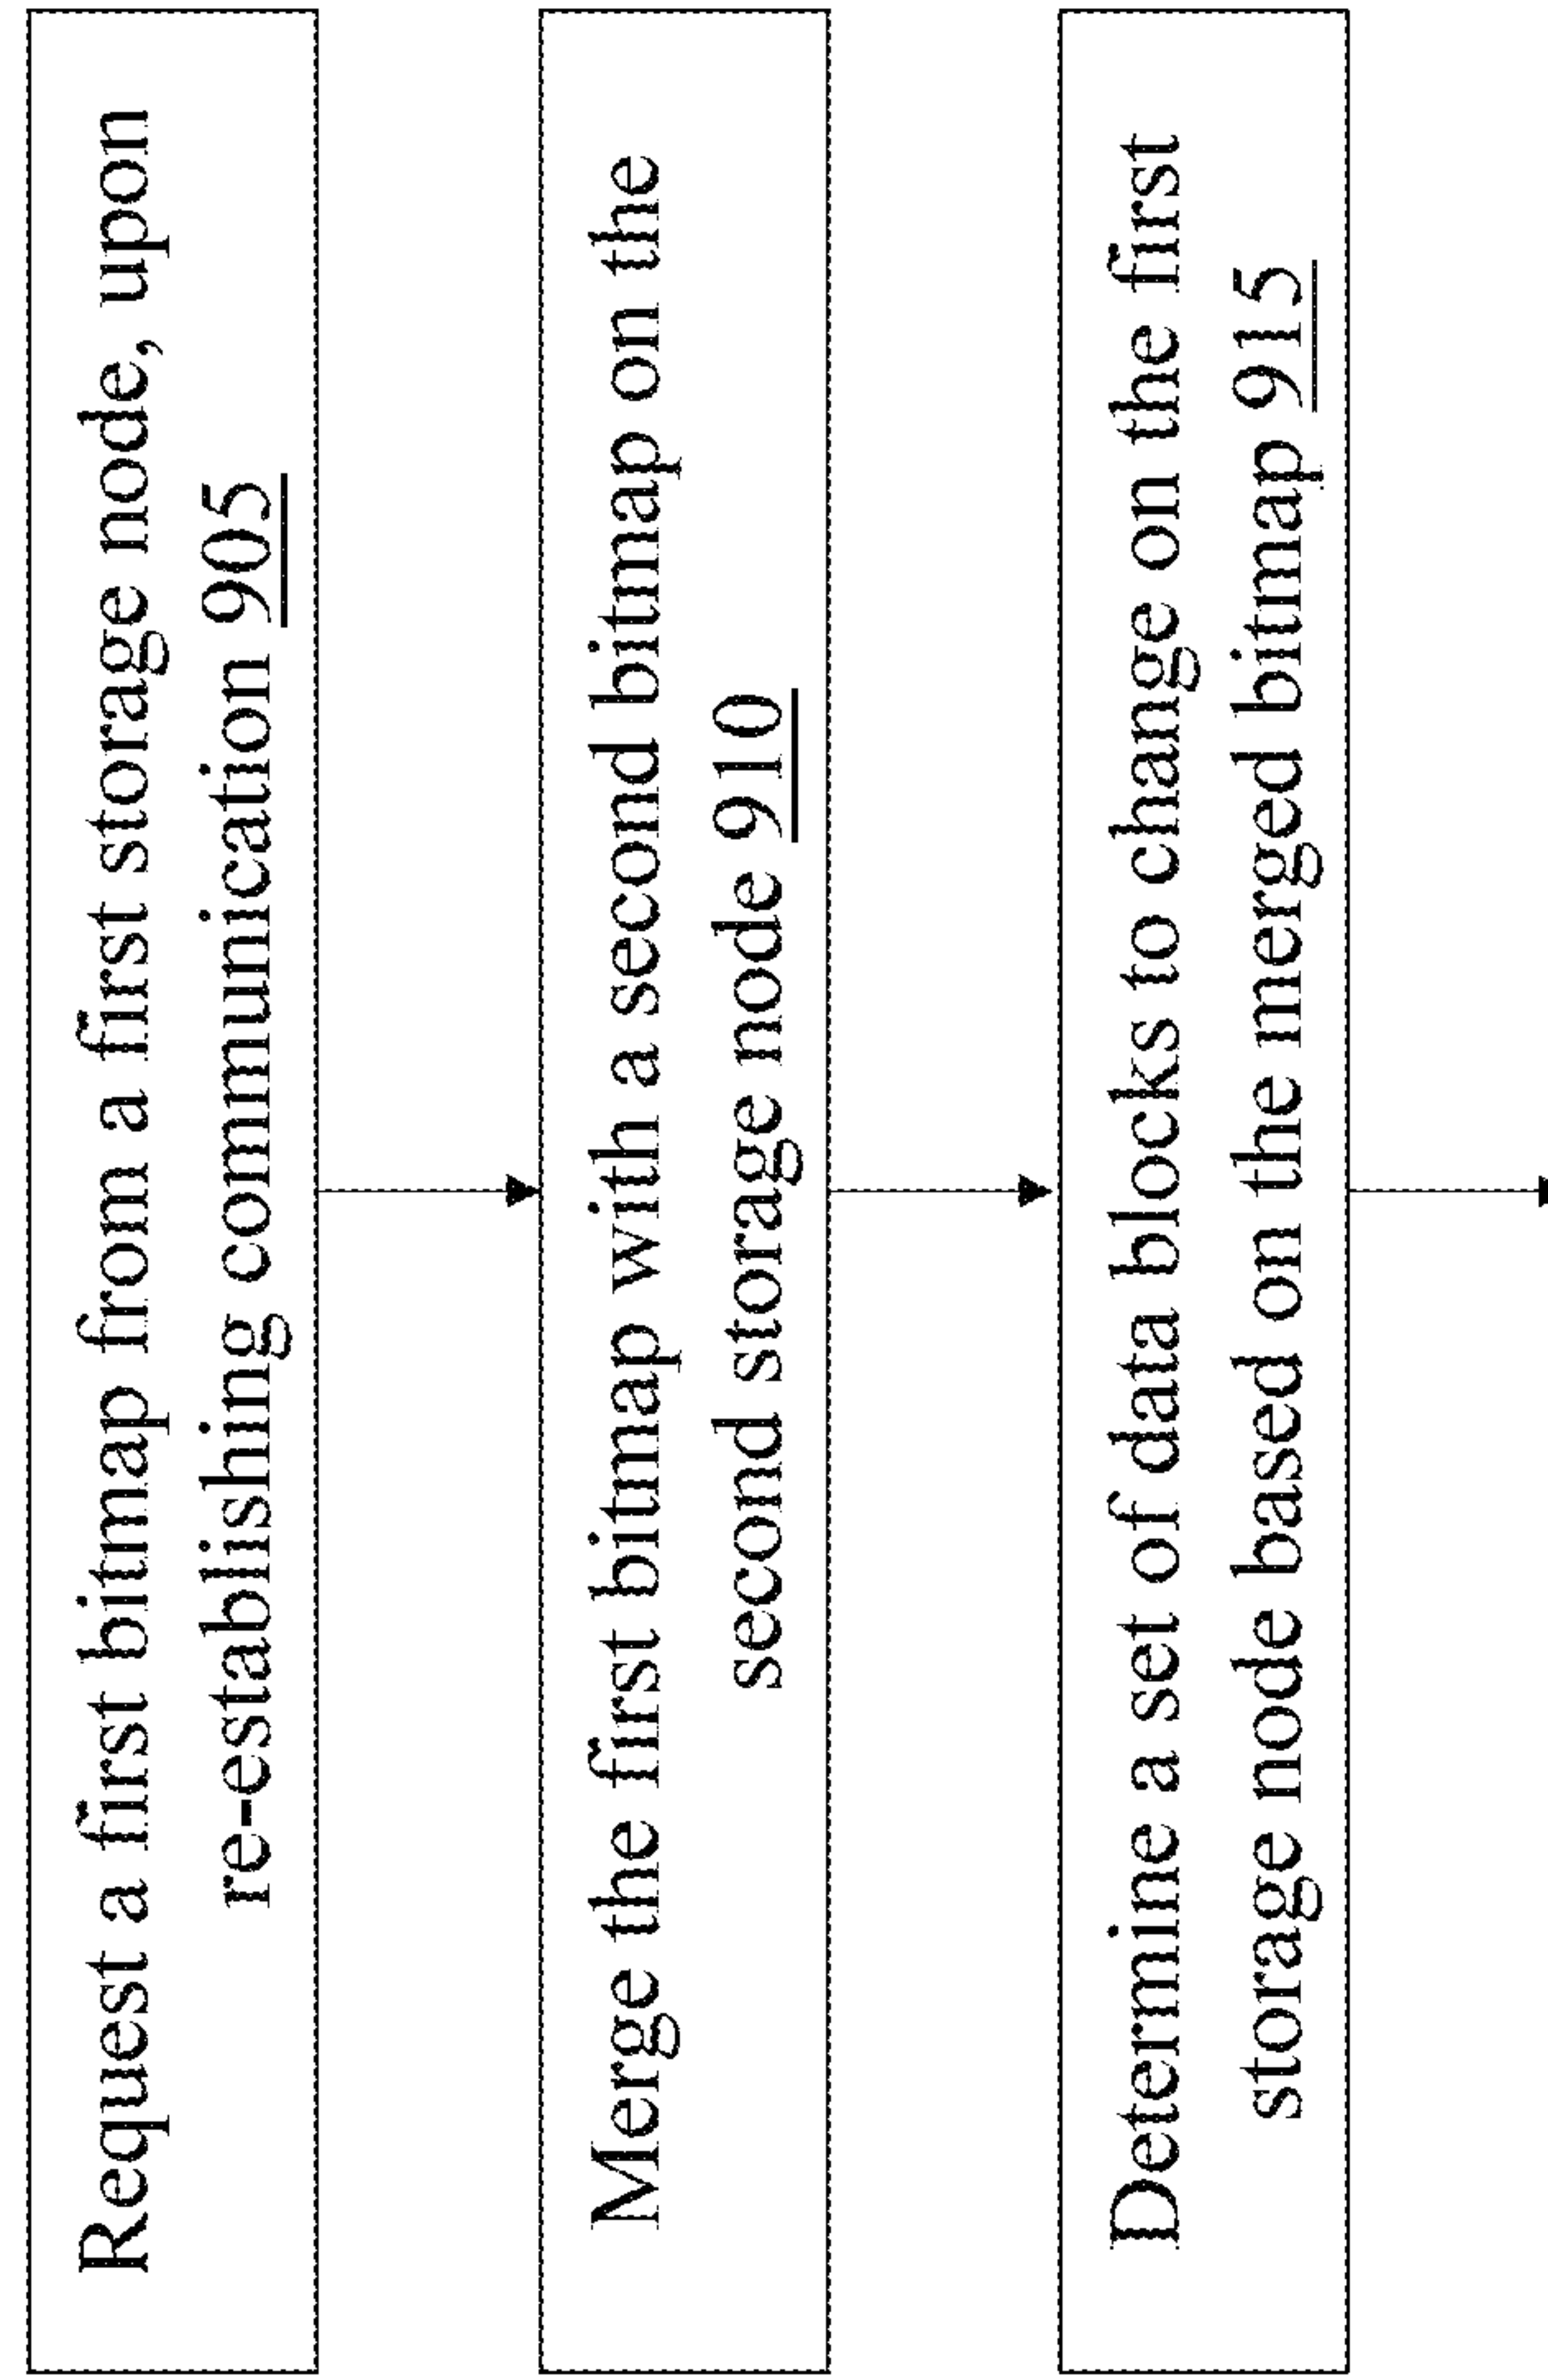 Request a first bitmap from a first storage node, upon
re-establishing communication 905
Merge the first bitmap with a second bitmap on the
second storage node 910
Determine a set of data blocks to change on the first
storage node based on the merged bitmap 915